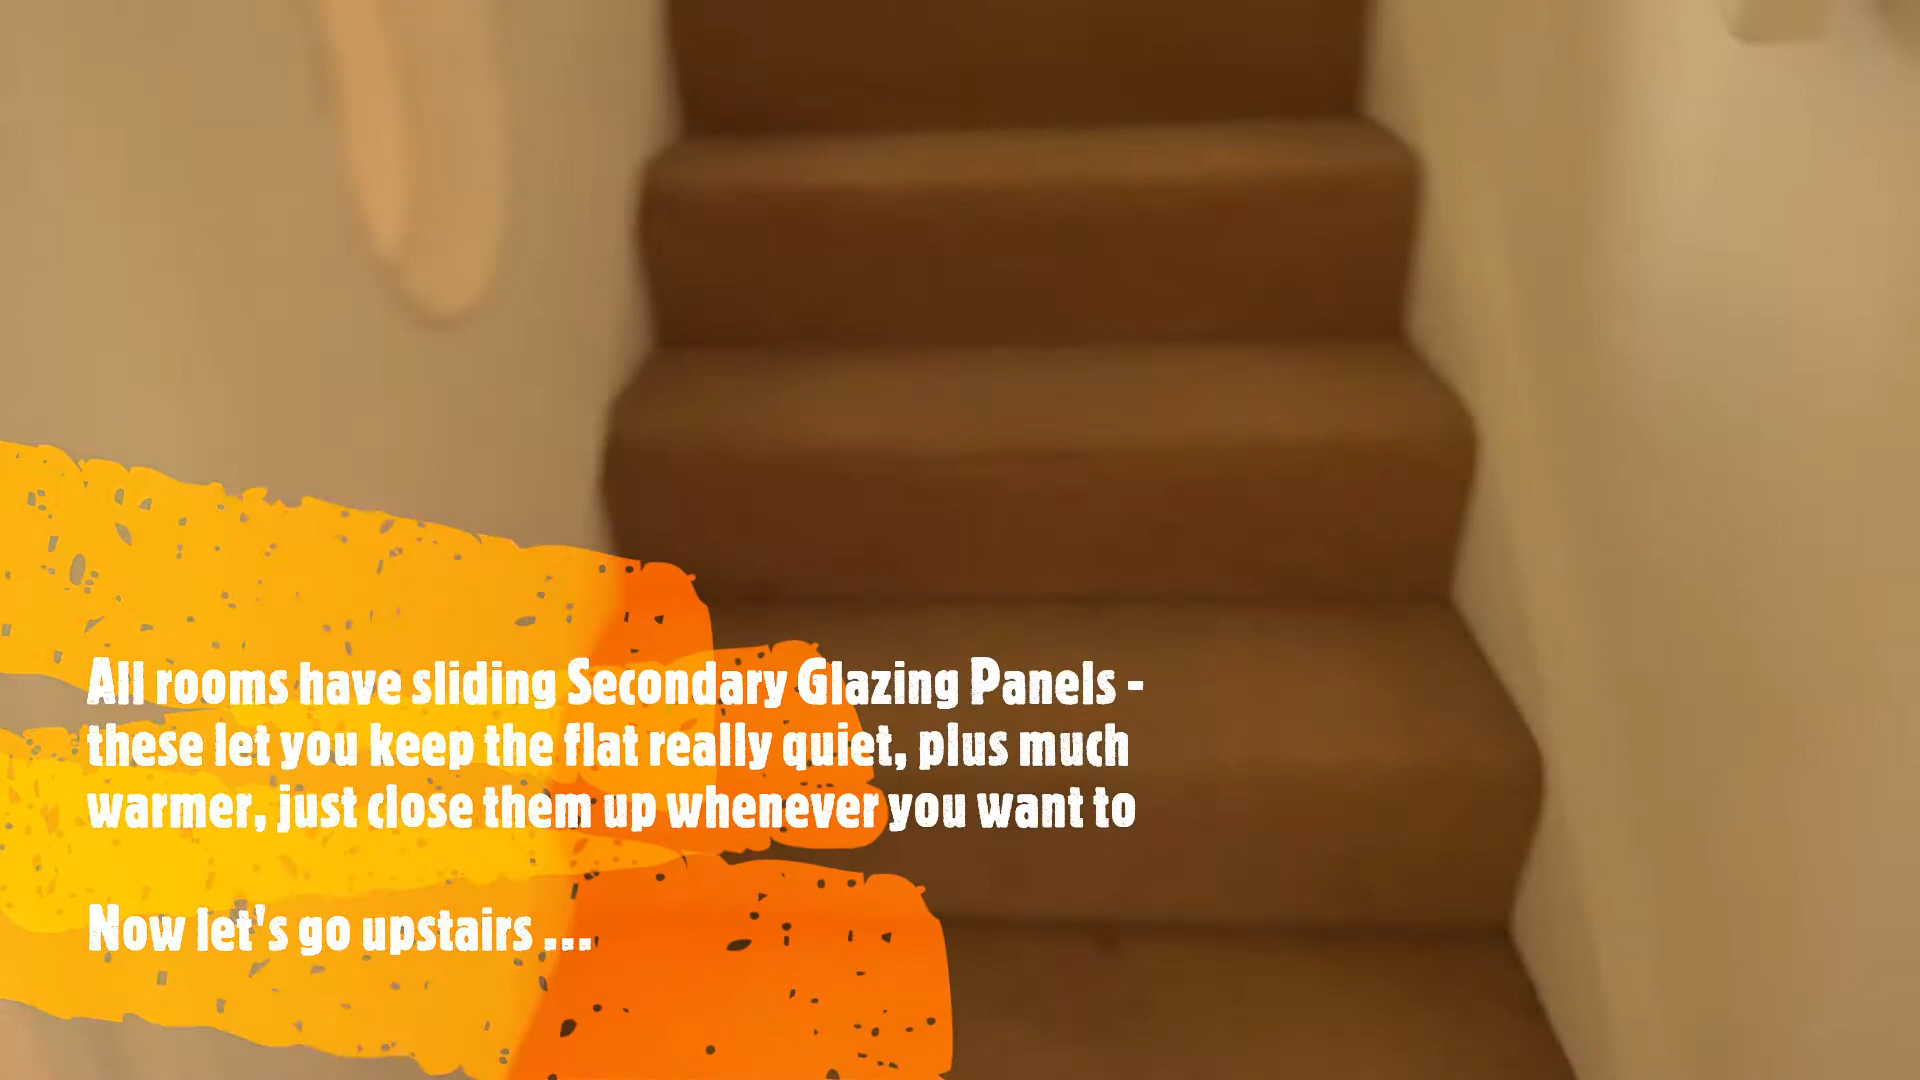 All rooms have sliding Secondary Glazing Panels -
these let you keep the flat really quiet, plus much
warmer, just close them up whenever you want to
Now let's go upstairs ...